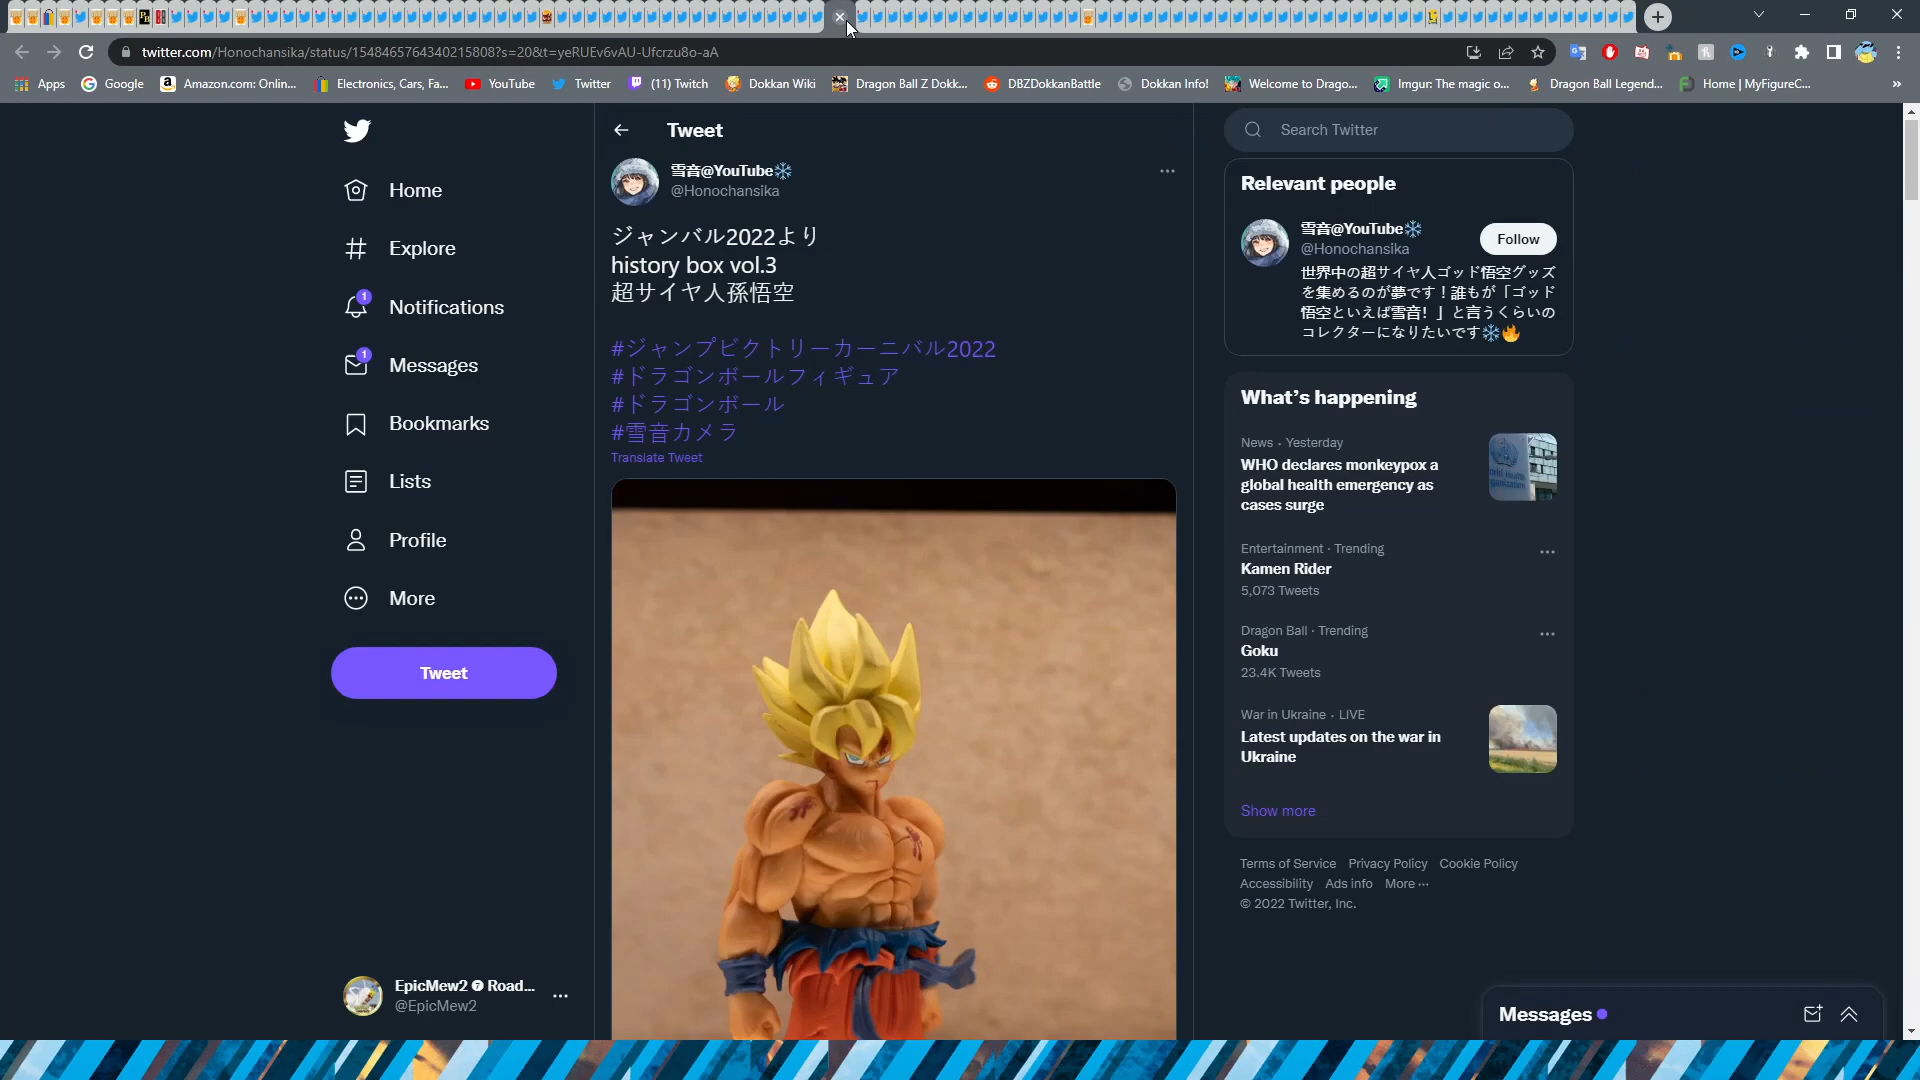 twitter.com/Honochansika/status/1548465764340215808?s=20&t=yeRUEv6vAU-Ufcrzu8o-aA
Apps
Google
Amazon.com: Onlin...
Electronics, Cars, Fa...
YouTube
Twitter
(11) Twitch
Dokkan Wiki
Dragon Ball Z Dokk...
DBZDokkanBattle
Dokkan Info!
Welcome to Drago...
Imgur: The magic o...
Dragon Ball Legend...
Home | MyFigureC...
Home
Explore
1
Notifications
1
Messages
Bookmarks
Lists
Profile
More
Tweet
EpicMew2 ❼ Road...
@EpicMew2
Tweet
雪音@YouTube❄
@Honochansika
ジャンバル2022より
history box vol.3
超サイヤ人孫悟空
#ジャンプビクトリーカーニバル2022
#ドラゴンボールフィギュア
#ドラゴンボール
#雪音カメラ
Translate Tweet
Search Twitter
Relevant people
雪音@YouTube❄
@Honochansika
Follow
世界中の超サイヤ人ゴッド悟空グッズ
を集めるのが夢です！誰もが「ゴッド
悟空といえば雪音！」と言うくらいの
コレクターになりたいです❄🔥
What's happening
News · Yesterday
WHO declares monkeypox a
global health emergency as
cases surge
Entertainment · Trending
Kamen Rider
5,073 Tweets
Dragon Ball · Trending
Goku
23.4K Tweets
War in Ukraine · LIVE
Latest updates on the war in
Ukraine
Show more
Terms of Service Privacy Policy Cookie Policy
Accessibility Ads info More ···
© 2022 Twitter, Inc.
Messages